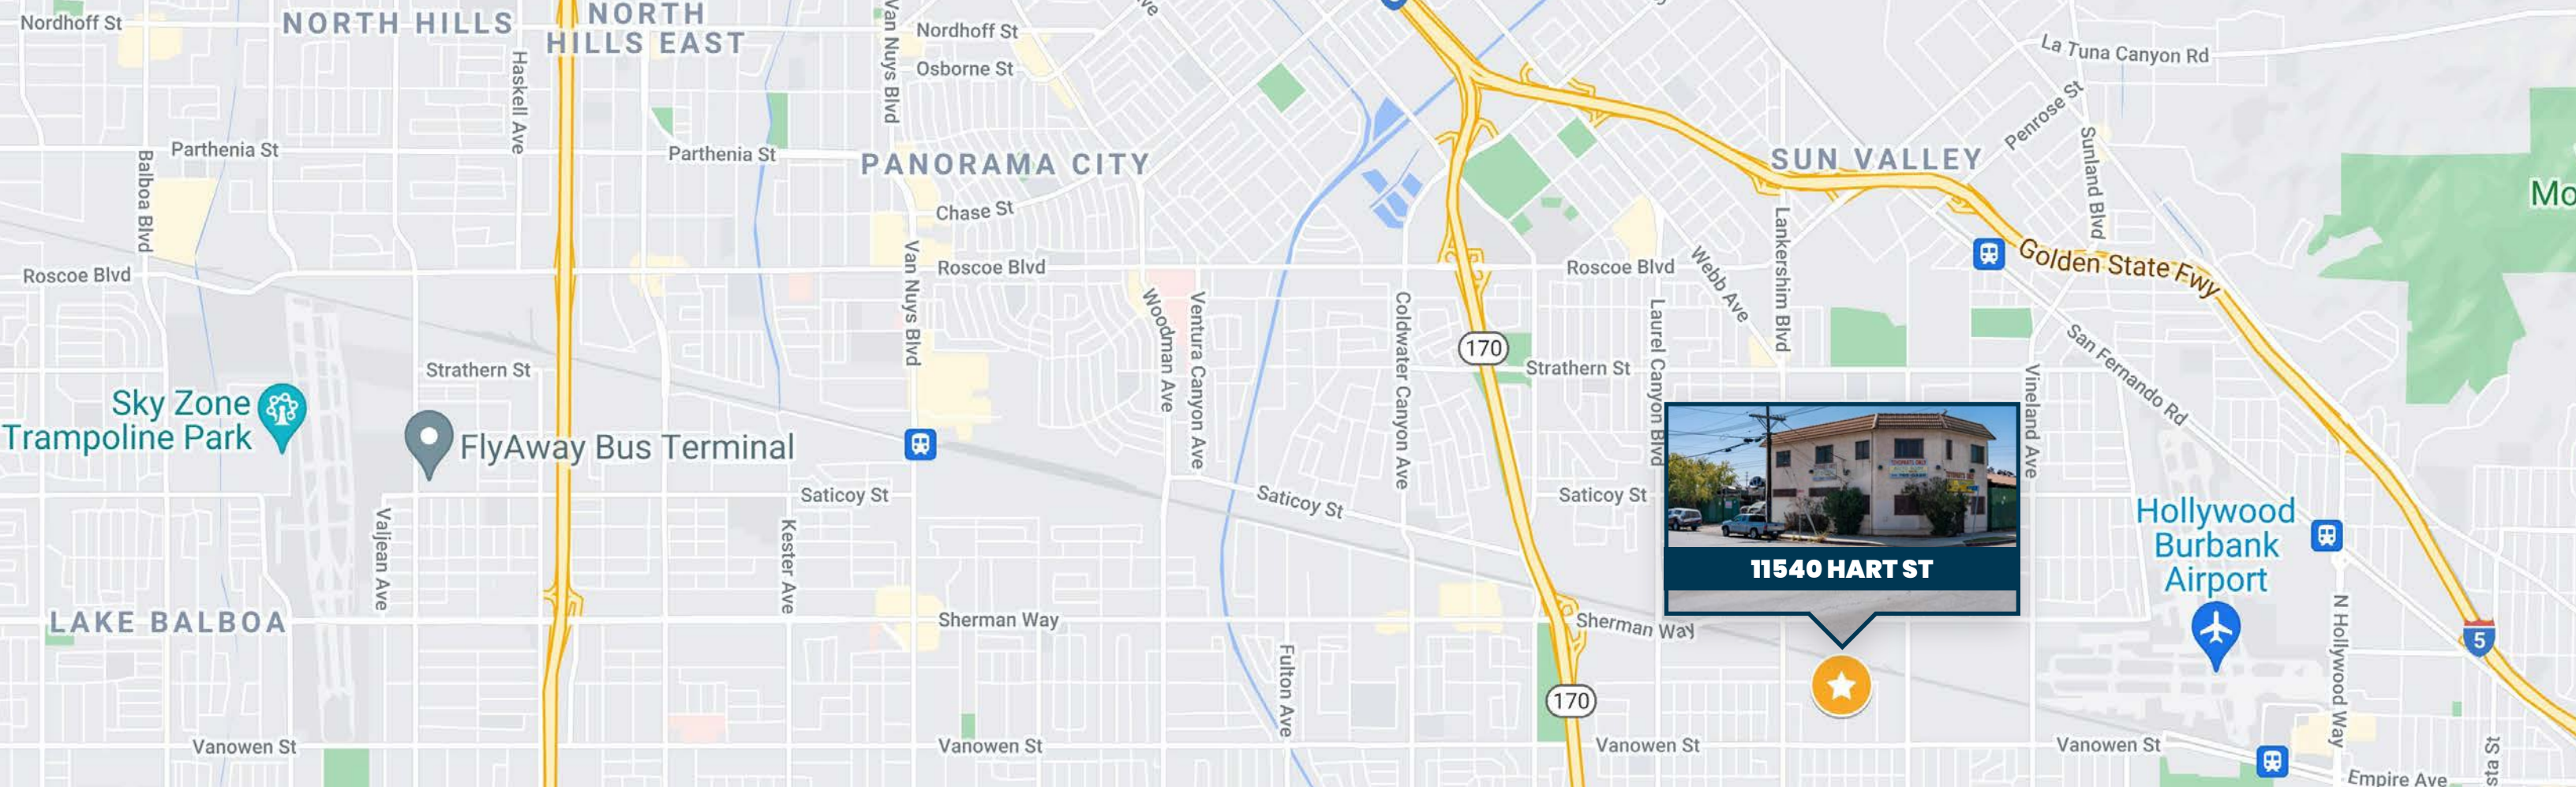 Nordhoff St
NORTH HILLS
NORTH
HILLS EAST
Haskell Ave
Van Nuys Blvd
Nordhoff St
Osborne St
La Tuna Canyon Rd
Penrose St
Sunland Blvd
Parthenia St
Balboa Blvd
Parthenia St
PANORAMA CITY
SUN VALLEY
Mo
Chase St
Lankershim Blvd
Van Nuys Blvd
Roscoe Blvd
Roscoe Blvd
Roscoe Blvd
Webb Ave
Golden State Fwy
Woodman Ave
Ventura Canyon Ave
Coldwater Canyon Ave
Laurel Canyon Blvd
170
San Fernando Rd
Strathern St
Strathern St
Vineland Ave
Sky Zone
Trampoline Park
FlyAway Bus Terminal
Saticoy St
Saticoy St
Saticoy St
Valjean Ave
Kester Ave
Hollywood
Burbank
Airport
11540 HART ST
LAKE BALBOA
Sherman Way
Sherman Way
N Hollywood Way
5
Fulton Ave
170
Vanowen St
Vanowen St
Vanowen St
Vanowen St
Empire Ave
sta St